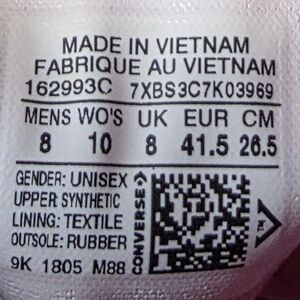 MADE IN VIETNAM
FABRIQUE AU VIETNAM
162993C 7XBS3C7K03969
MENS WO'S UK EUR CM
8 10 8 41.5 26.5
GENDER: UNISEX
UPPER: SYNTHETIC
LINING: TEXTILE
OUTSOLE: RUBBER
9K 1805 M88
CONVERSE